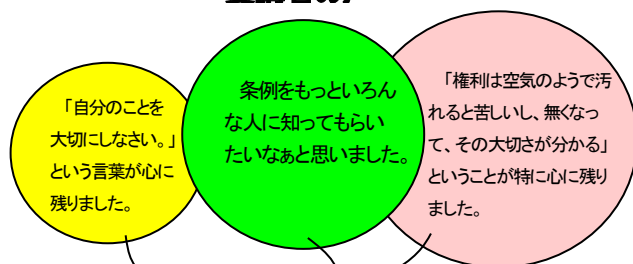 「自分のことを
大切にしなさい。」
という言葉が心に
残りました。
条例をもっといろん
な人に知ってもらい
たいなぁと思いました。
「権利は空気のようで汚
れると苦しいし、無くなっ
て、その大切さが分かる」
ということが特に心に残り
ました。